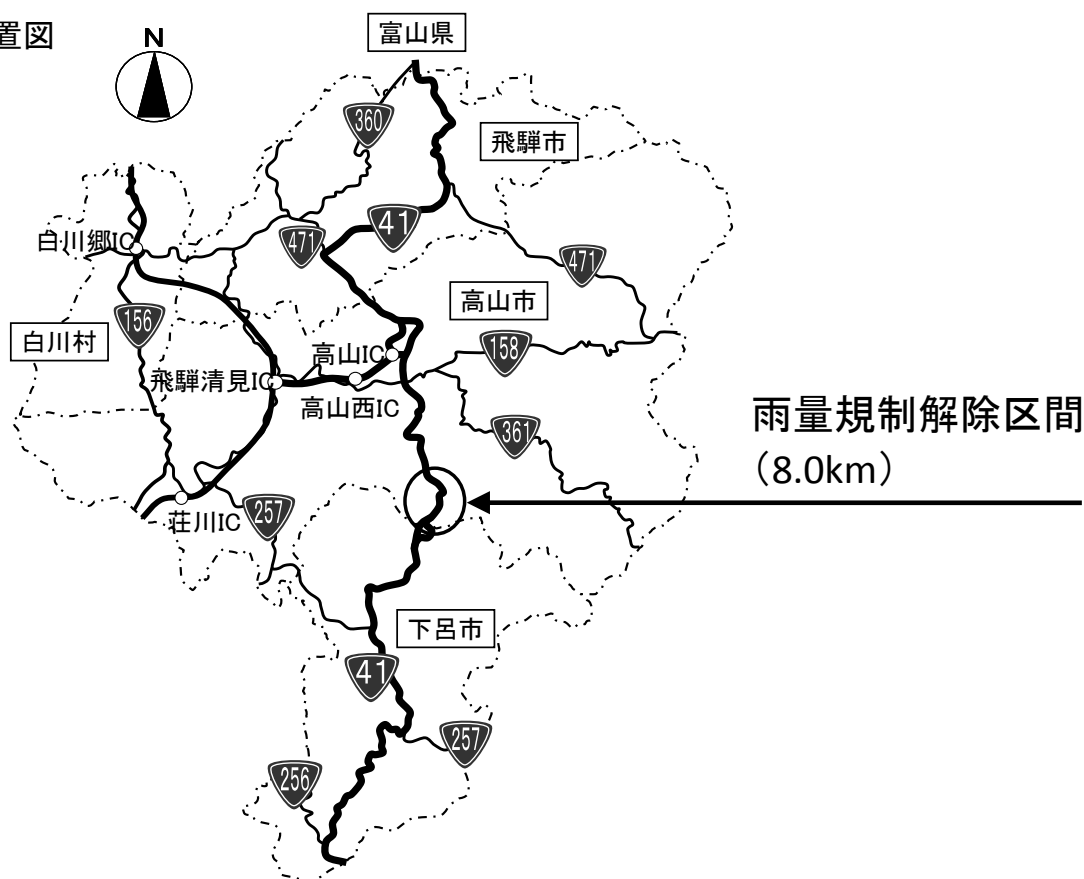 置図
N
富山県
360
飛騨市
41
白川郷IC
471
471
高山市
156
158
白川村
高山IC
飛騨清見IC
高山西IC
雨量規制解除区間
361
（8.0km）
荘川IC
257
下呂市
41
257
256